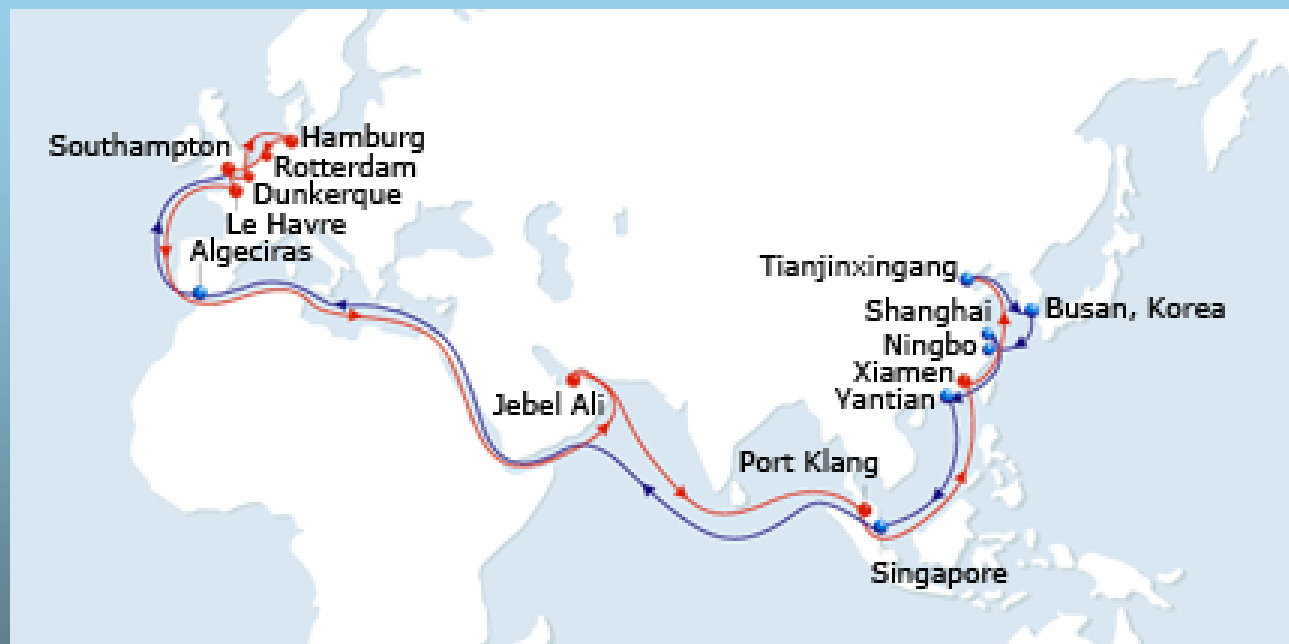 Southampton
Hamburg
Rotterdam
Dunkerque
Le Havre
Algeciras
Tianjinxingang
Shanghai
Busan, Korea
Ningbo
Xiamen
Yantian
Jebel Ali
Port Klang
Singapore